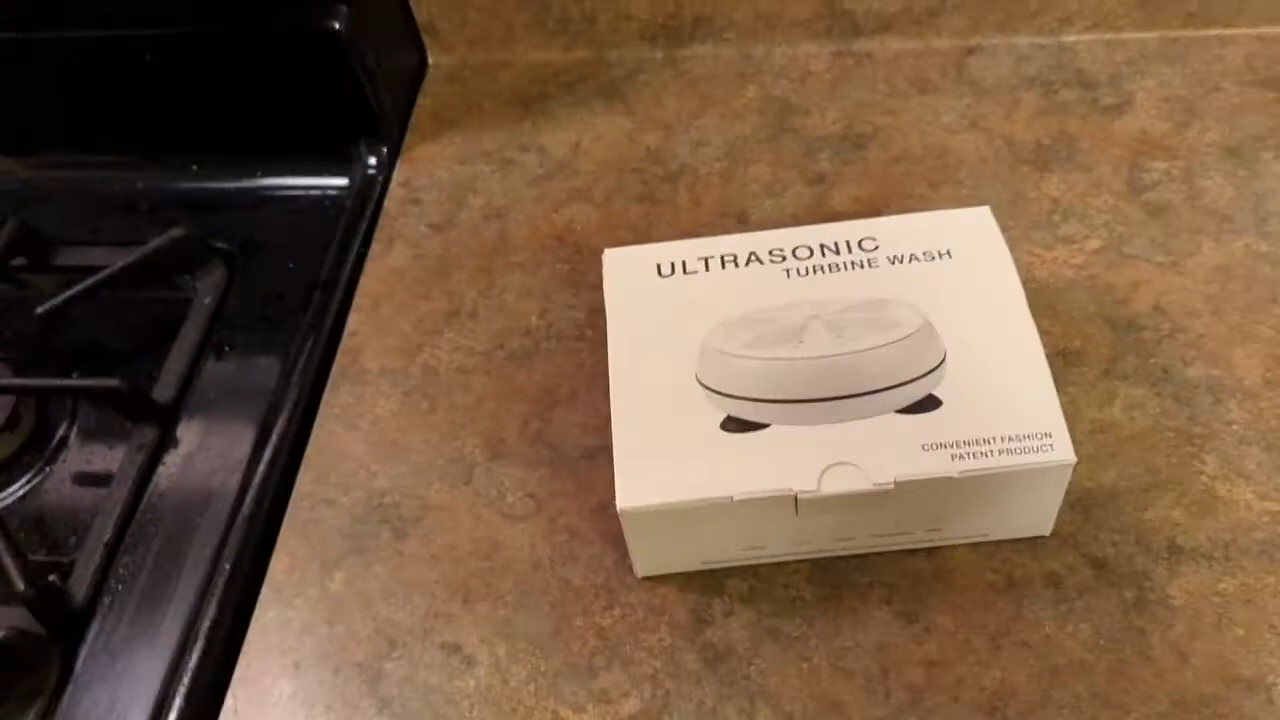 ULTRASONIC
TURBINE WASH
CONVENIENT FASHION
PATENT PRODUCT